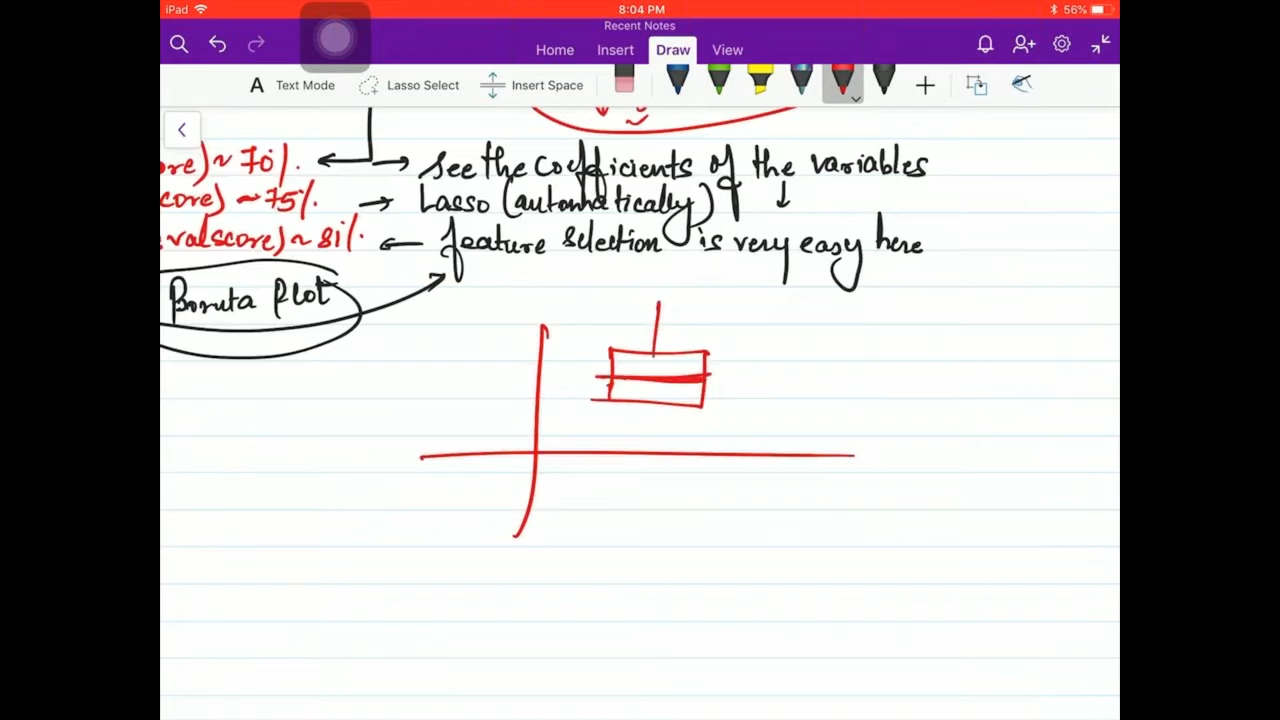 iPad 8:04 PM 56%
Recent Notes
Home Insert Draw View
A Text Mode Lasso Select Insert Space
ore) ~ 70%. See the coefficients of the variables
core) ~ 75%. → Lasso (automatically)
valscore) ~ 81%. ← feature selection is very easy here
Boruta Plot